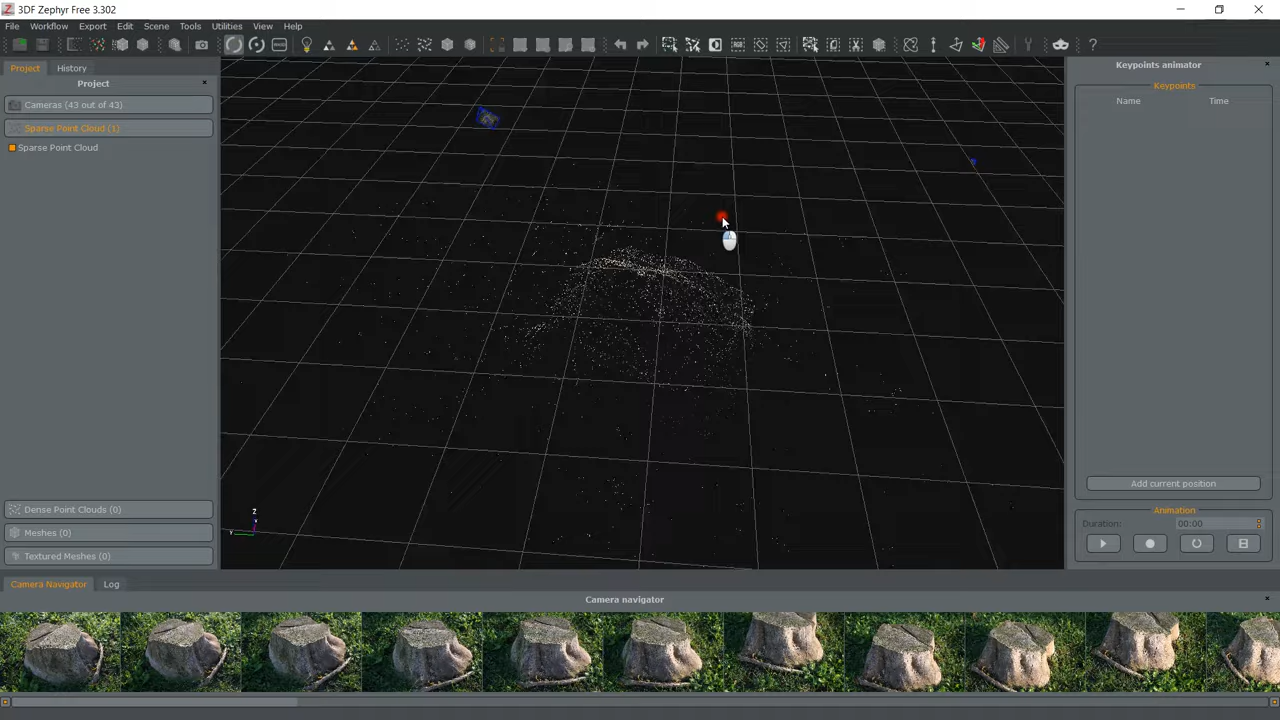 3DF Zephyr Free 3.302
File Workflow Export Edit Scene Tools Utilities View Help
Project History
Project
Cameras (43 out of 43)
Sparse Point Cloud (1)
Sparse Point Cloud
Dense Point Clouds (0)
Meshes (0)
Textured Meshes (0)
Z
Y
Keypoints animator
Keypoints
Name Time
Add current position
Animation
Duration: 00:00
Camera Navigator Log
Camera navigator